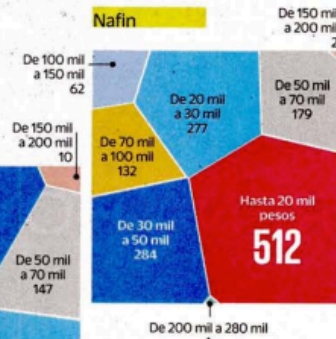 Nafin
De 150 mil
a 200 mil
De 100 mil
a 150 mil
62
De 20 mil
a 30 mil
277
De 50 mil
a 70 mil
179
De 150 mil
a 200 mil
10
De 70 mil
a 100 mil
132
Hasta 20 mil
pesos
512
De 30 mil
a 50 mil
284
De 50 mil
a 70 mil
147
De 200 mil a 280 mil